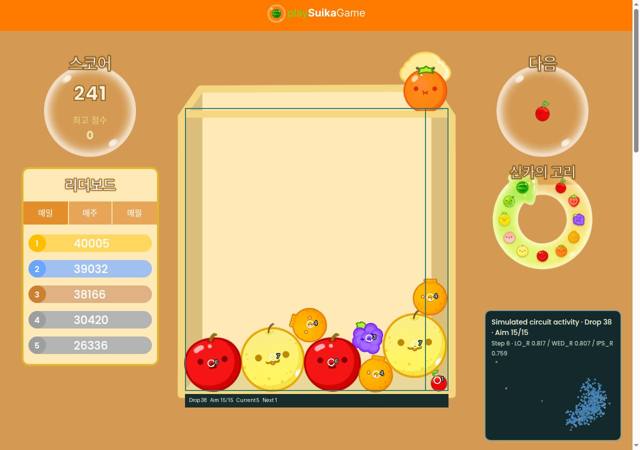 playSuikaGame
스코어
241
최고 점수
0
다음
리더보드
매일
매주
매월
1 40005
2 39032
3 38166
4 30420
5 26336
신카의 고리
Simulated circuit activity · Drop 38
· Aim 15/15
Step 6 · LO_R 0.817 / WED_R 0.807 / IPS_R
0.759
Drop38 Aim 15/15 Current5 Next1